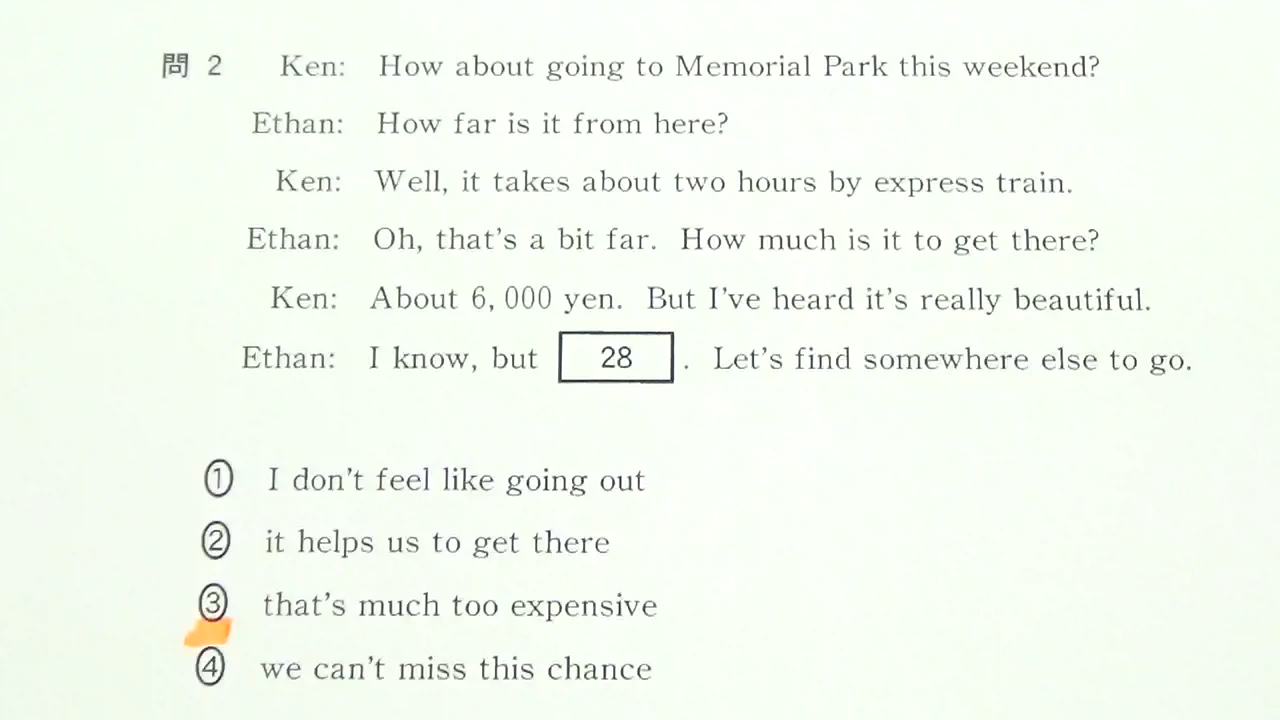 問 2 Ken: How about going to Memorial Park this weekend?
Ethan: How far is it from here?
Ken: Well, it takes about two hours by express train.
Ethan: Oh, that's a bit far. How much is it to get there?
Ken: About 6,000 yen. But I've heard it's really beautiful.
Ethan: I know, but 28 . Let's find somewhere else to go.
① I don't feel like going out
② it helps us to get there
③ that's much too expensive
④ we can't miss this chance